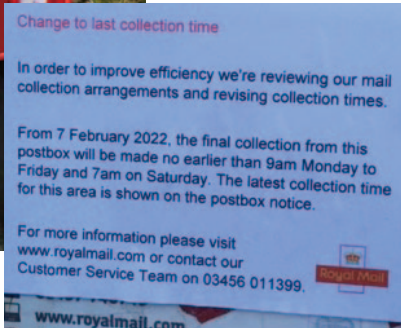 Change to last collection time
In order to improve efficiency we're reviewing our mail
collection arrangements and revising collection times.
From 7 February 2022, the final collection from this
postbox will be made no earlier than 9am Monday to
Friday and 7am on Saturday. The latest collection time
for this area is shown on the postbox notice.
For more information please visit
www.royalmail.com or contact our
Customer Service Team on 03456 011399.
Royal Mail
www.royalmail.com